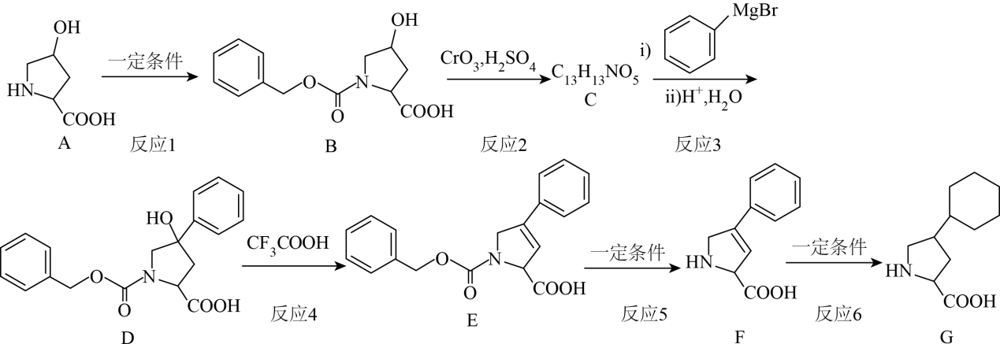 OH
HN
COOH
A
一定条件
反应1
OH
O
N
O
COOH
B
CrO₃,H₂SO₄
反应2
C₁₃H₁₃NO₅
C
i)
MgBr
ii)H⁺,H₂O
反应3
HO
O
N
O
COOH
D
CF₃COOH
反应4
O
N
O
COOH
E
一定条件
反应5
HN
COOH
F
一定条件
反应6
HN
COOH
G